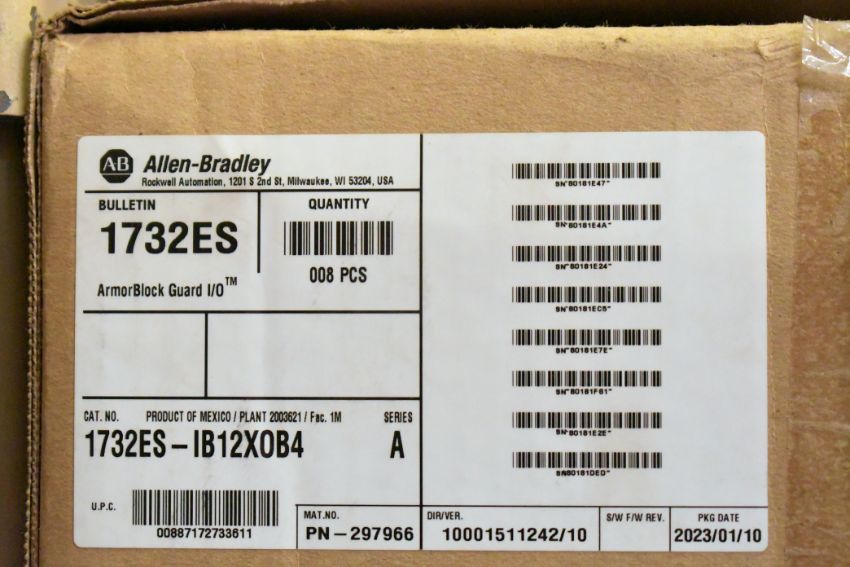 AB Allen-Bradley
Rockwell Automation, 1201 S 2nd St, Milwaukee, WI 53204, USA
BULLETIN
1732ES
ArmorBlock Guard I/O™
QUANTITY
008 PCS
CAT. NO. PRODUCT OF MEXICO / PLANT 2003621 / Fac. 1M SERIES
1732ES-IB12XOB4 A
U.P.C.
00887172733611
MAT.NO.
PN-297966
SN"80181E47"
SN"80181E4A"
SN"80181E24"
SN"80181EC5"
SN"80181E7E"
SN"80181F61"
SN"80181E2E"
SN80181DED"
DIR/VER.
10001511242/10
S/W F/W REV.
PKG DATE
2023/01/10